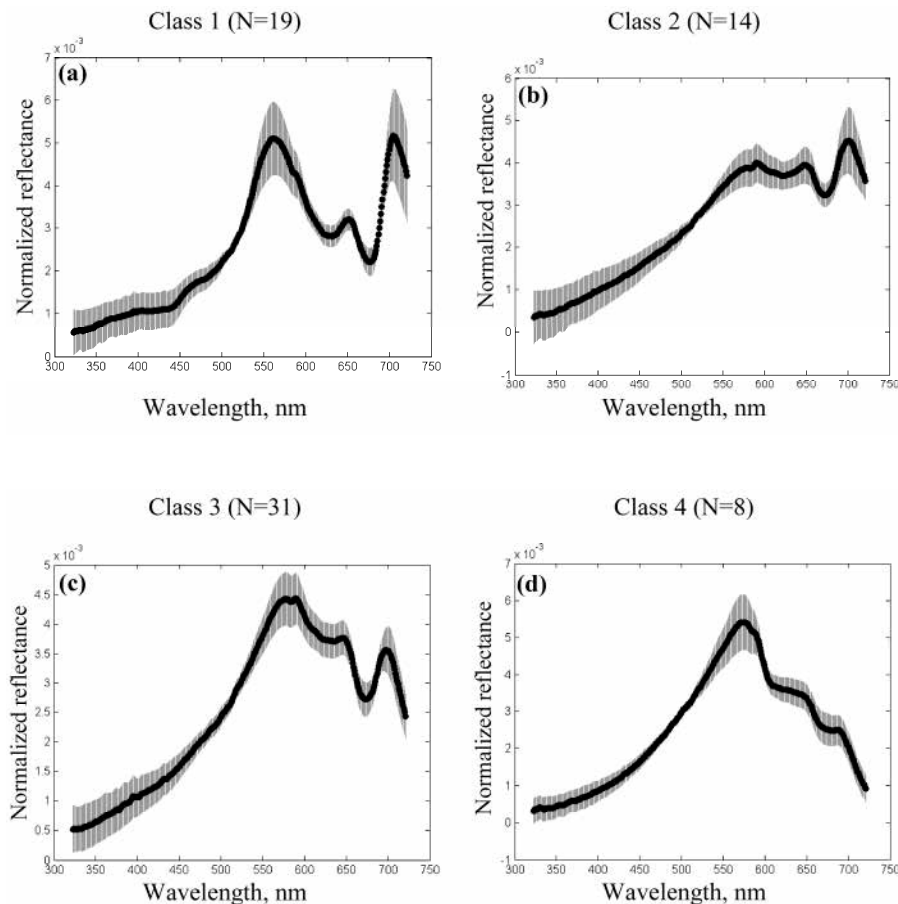 Class 1 (N=19)
Class 2 (N=14)
x 10⁻³
(a)
7
6
5
4
3
2
1
0
Normalized reflectance
300 350 400 450 500 550 600 650 700 750
Wavelength, nm
x 10⁻³
(b)
6
5
4
3
2
1
0
-1
Normalized reflectance
300 350 400 450 500 550 600 650 700 750
Wavelength, nm
Class 3 (N=31)
Class 4 (N=8)
x 10⁻³
(c)
5
4.5
4
3.5
3
2.5
2
1.5
1
0.5
0
Normalized reflectance
300 350 400 450 500 550 600 650 700 750
Wavelength, nm
x 10⁻³
(d)
7
6
5
4
3
2
1
0
-1
Normalized reflectance
300 350 400 450 500 550 600 650 700 750
Wavelength, nm